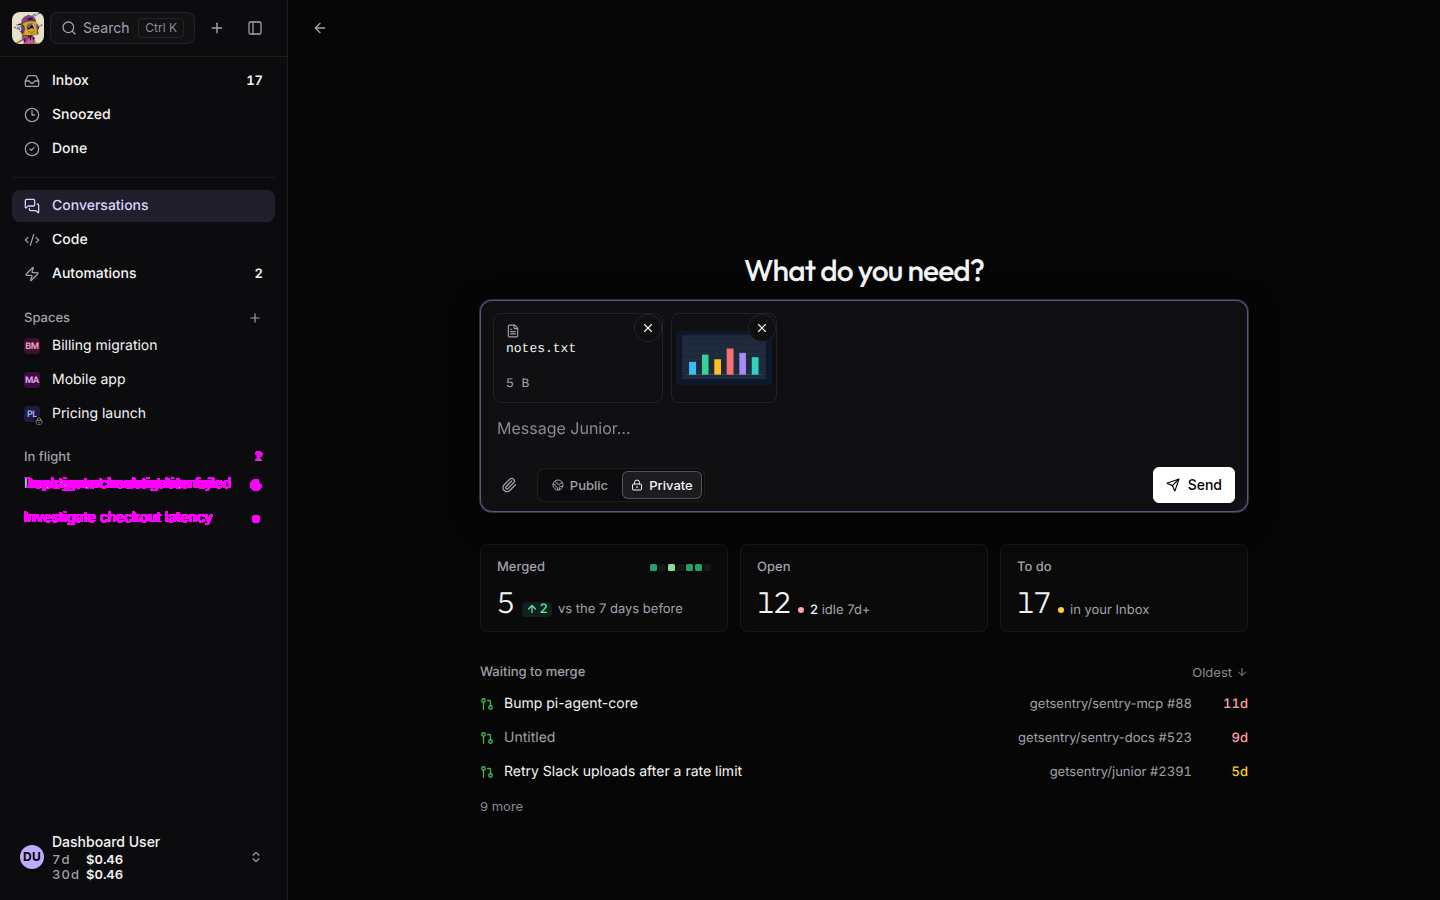 Search Ctrl K
Inbox 17
Snoozed
Done
Conversations
Code
Automations 2
Spaces
BM Billing migration
MA Mobile app
PL Pricing launch
In flight
Investigate checkout latency
DU Dashboard User
7d $0.46
30d $0.46
What do you need?
notes.txt
5 B
Message Junior...
Public Private Send
Merged
5 2 vs the 7 days before
Open
12 2 idle 7d+
To do
17 in your Inbox
Waiting to merge Oldest
Bump pi-agent-core getsentry/sentry-mcp #88 11d
Untitled getsentry/sentry-docs #523 9d
Retry Slack uploads after a rate limit getsentry/junior #2391 5d
9 more